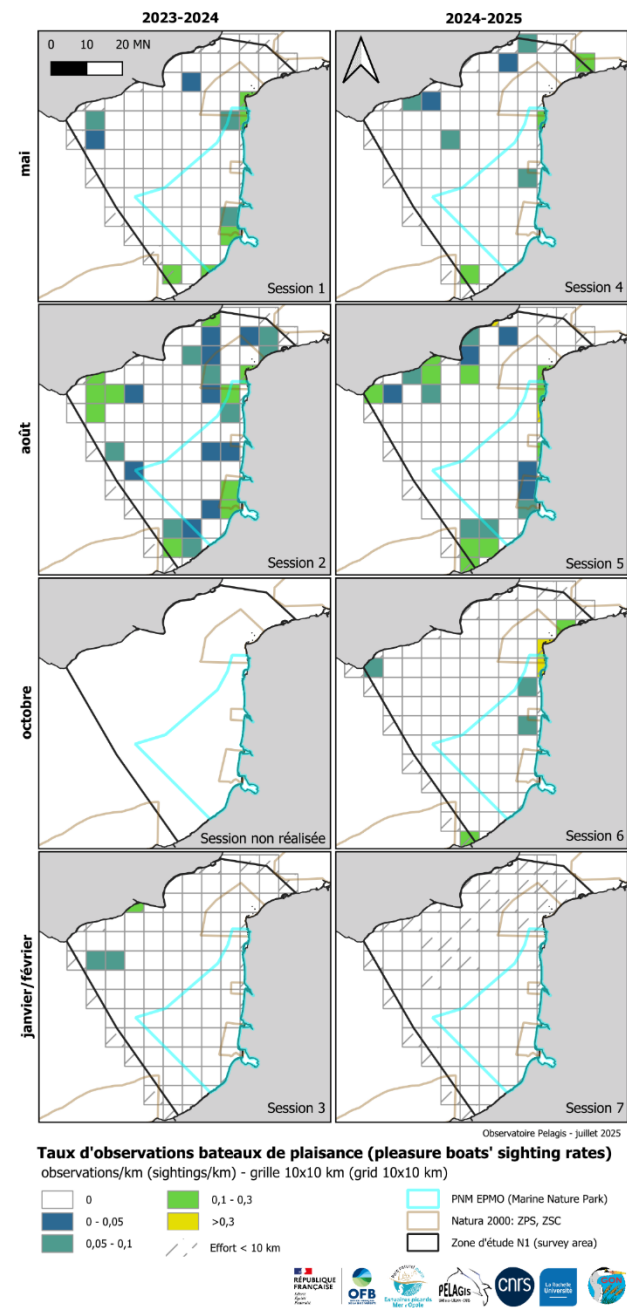 2023-2024
2024-2025
0 10 20 MN
mai
Session 1
Session 4
août
Session 2
Session 5
octobre
Session non réalisée
Session 6
janvier/février
Session 3
Session 7
Observatoire Pelagis - juillet 2025
Taux d'observations bateaux de plaisance (pleasure boats' sighting rates)
observations/km (sightings/km) - grille 10x10 km (grid 10x10 km)
0
0,1 - 0,3
PNM EPMO (Marine Nature Park)
0 - 0,05
>0,3
Natura 2000: ZPS, ZSC
0,05 - 0,1
Effort < 10 km
Zone d'étude N1 (survey area)
RÉPUBLIQUE
FRANÇAISE
Liberté
Égalité
Fraternité
OFB
PELAGIS
cnrs
La Rochelle
Université
GON